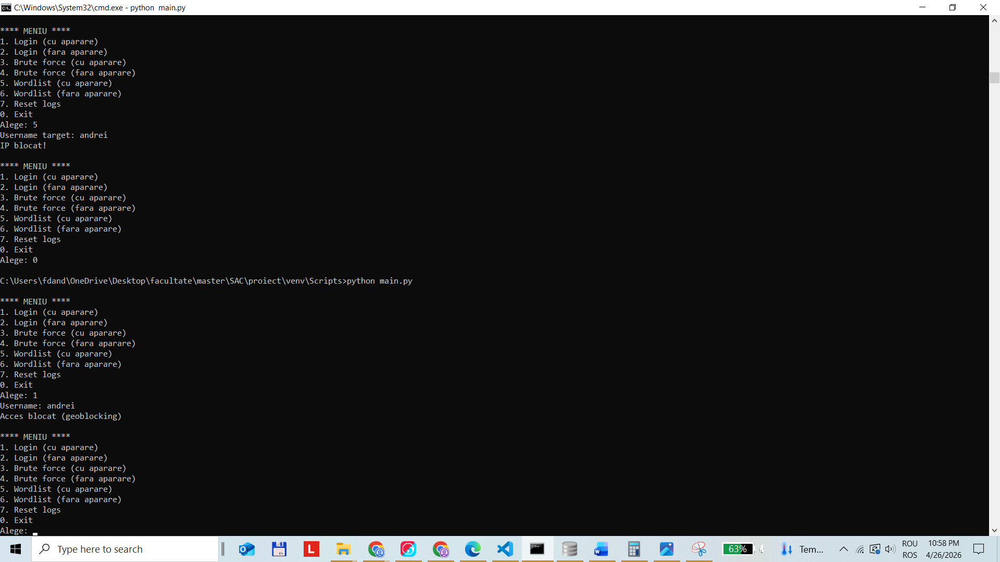 C:\Windows\System32\cmd.exe - python  main.py
**** MENIU ****
1. Login (cu aparare)
2. Login (fara aparare)
3. Brute force (cu aparare)
4. Brute force (fara aparare)
5. Wordlist (cu aparare)
6. Wordlist (fara aparare)
7. Reset logs
0. Exit
Alege: 5
Username target: andrei
IP blocat!
**** MENIU ****
1. Login (cu aparare)
2. Login (fara aparare)
3. Brute force (cu aparare)
4. Brute force (fara aparare)
5. Wordlist (cu aparare)
6. Wordlist (fara aparare)
7. Reset logs
0. Exit
Alege: 0
C:\Users\fdand\OneDrive\Desktop\facultate\master\SAC\proiect\venv\Scripts>python main.py
**** MENIU ****
1. Login (cu aparare)
2. Login (fara aparare)
3. Brute force (cu aparare)
4. Brute force (fara aparare)
5. Wordlist (cu aparare)
6. Wordlist (fara aparare)
7. Reset logs
0. Exit
Alege: 1
Username: andrei
Acces blocat (geoblocking)
**** MENIU ****
1. Login (cu aparare)
2. Login (fara aparare)
3. Brute force (cu aparare)
4. Brute force (fara aparare)
5. Wordlist (cu aparare)
6. Wordlist (fara aparare)
7. Reset logs
0. Exit
Alege:
Type here to search
63%
Tem...
ROU
ROS
10:58 PM
4/26/2026